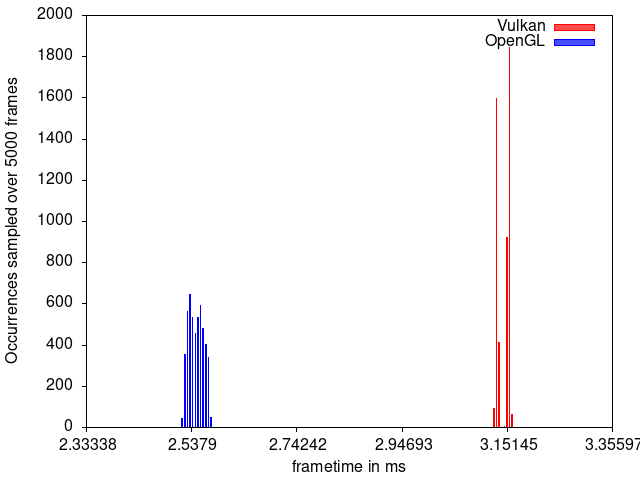 2000
1800
1600
1400
1200
1000
800
600
400
200
0
Occurrences sampled over 5000 frames
Vulkan
OpenGL
2.33338 2.5379 2.74242 2.94693 3.15145 3.35597
frametime in ms